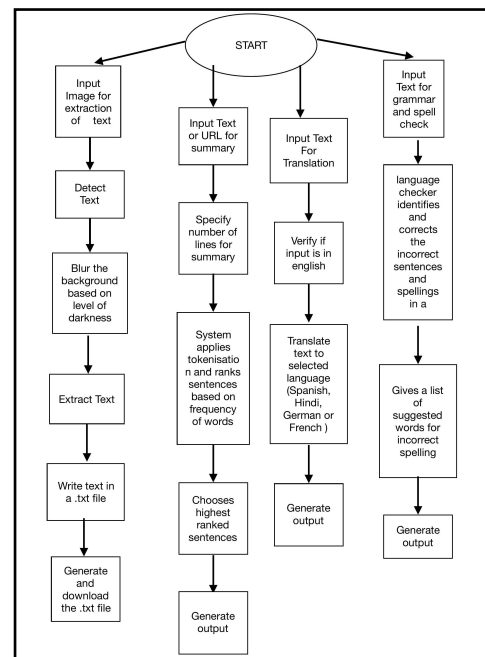 START
Input
Image for
extraction
of text
Detect
Text
Blur the
background
based on
level of
darkness
Extract Text
Write text in
a .txt file
Generate
and
download
the .txt file
Input Text
or URL for
summary
Specify
number of
lines for
summary
System
applies
tokenisatio
n and ranks
sentences
based on
frequency
of words
Chooses
highest
ranked
sentences
Generate
output
Input Text
For
Translation
Verify if
input is in
english
Translate
text to
selected
language
(Spanish,
Hindi,
German or
French )
Generate
output
Input
Text for
grammar
and spell
check
language
checker
identifies
and
corrects
the
incorrect
sentences
and
spellings
in a
Gives a list
of
suggested
words for
incorrect
spelling
Generate
output